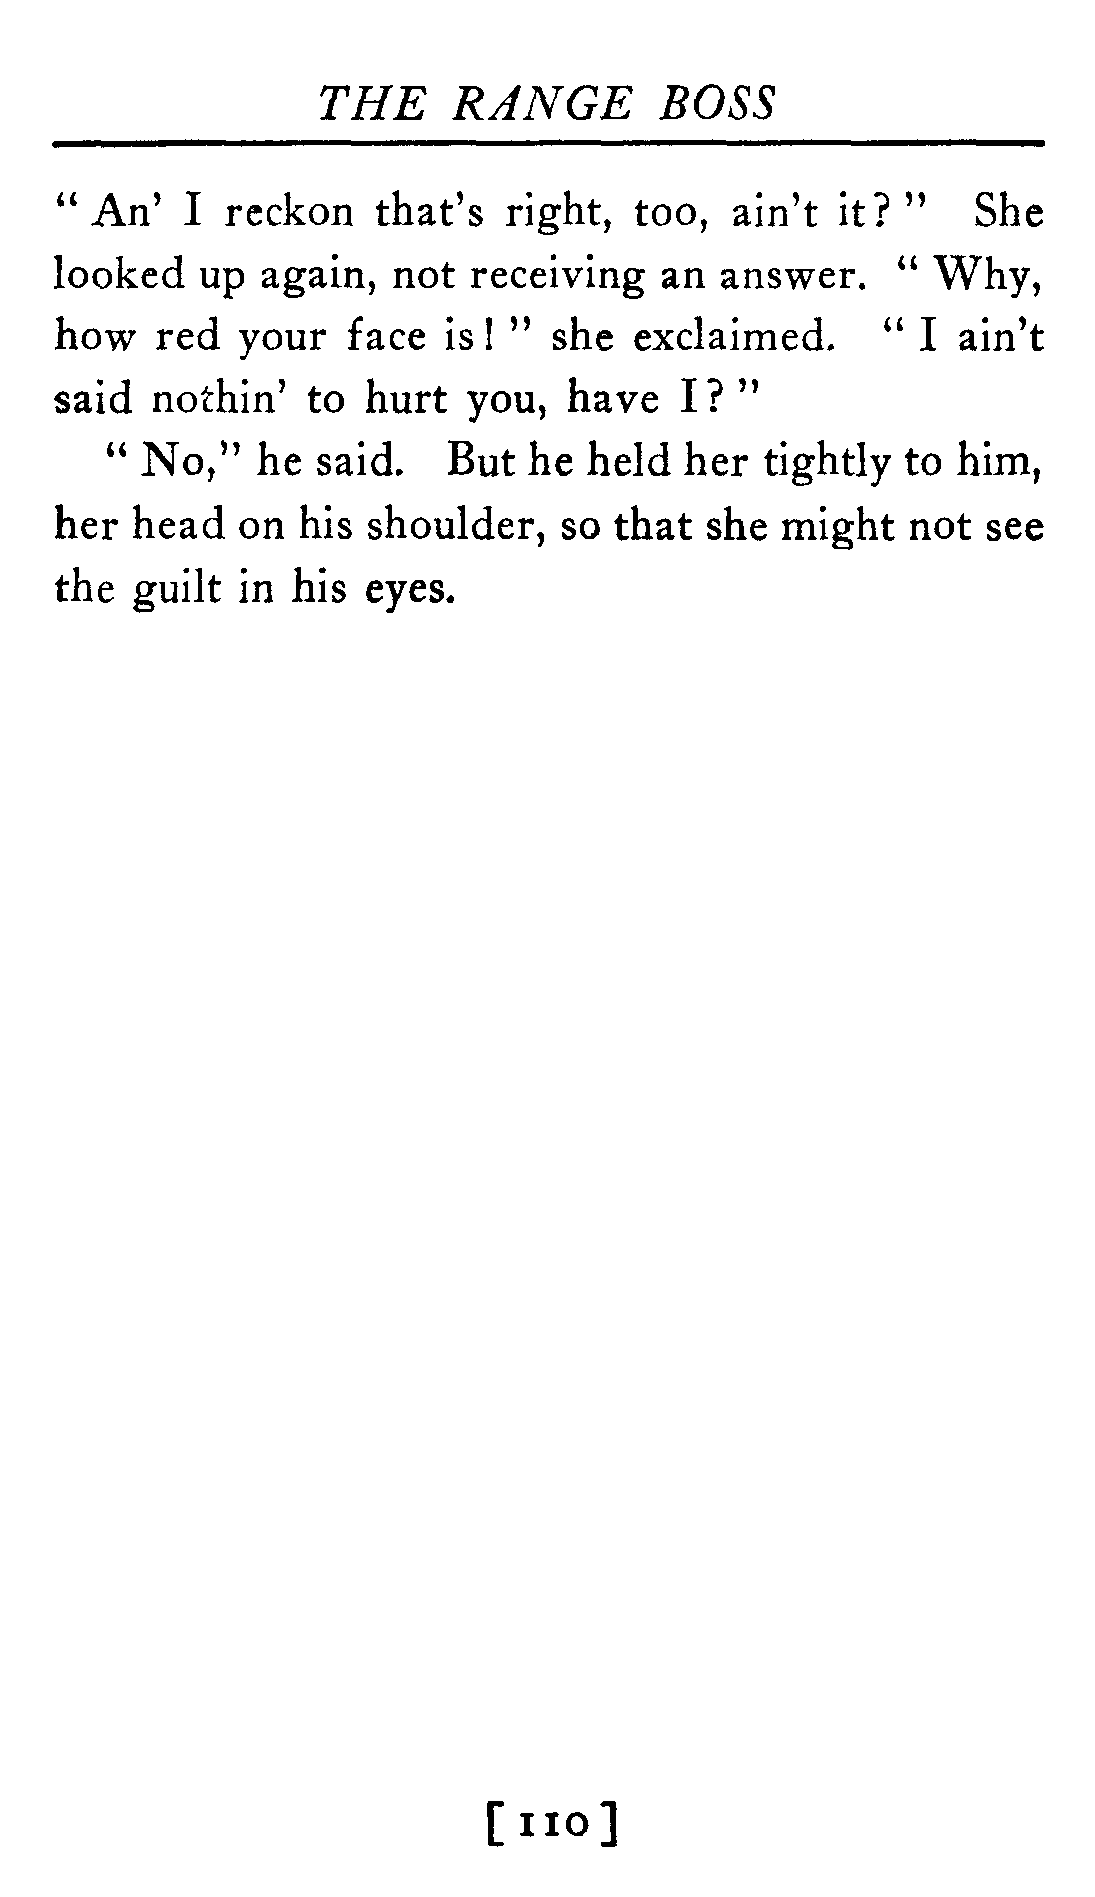 THE RANGE BOSS
“ An’ I reckon that’s right, too, ain’t it? ” She
looked up again, not receiving an answer. “ Why,
how red your face is! ” she exclaimed. “ I ain’t
said nothin’ to hurt you, have I? ”
“ No,” he said. But he held her tightly to him,
her head on his shoulder, so that she might not see
the guilt in his eyes.
[ 110 ]